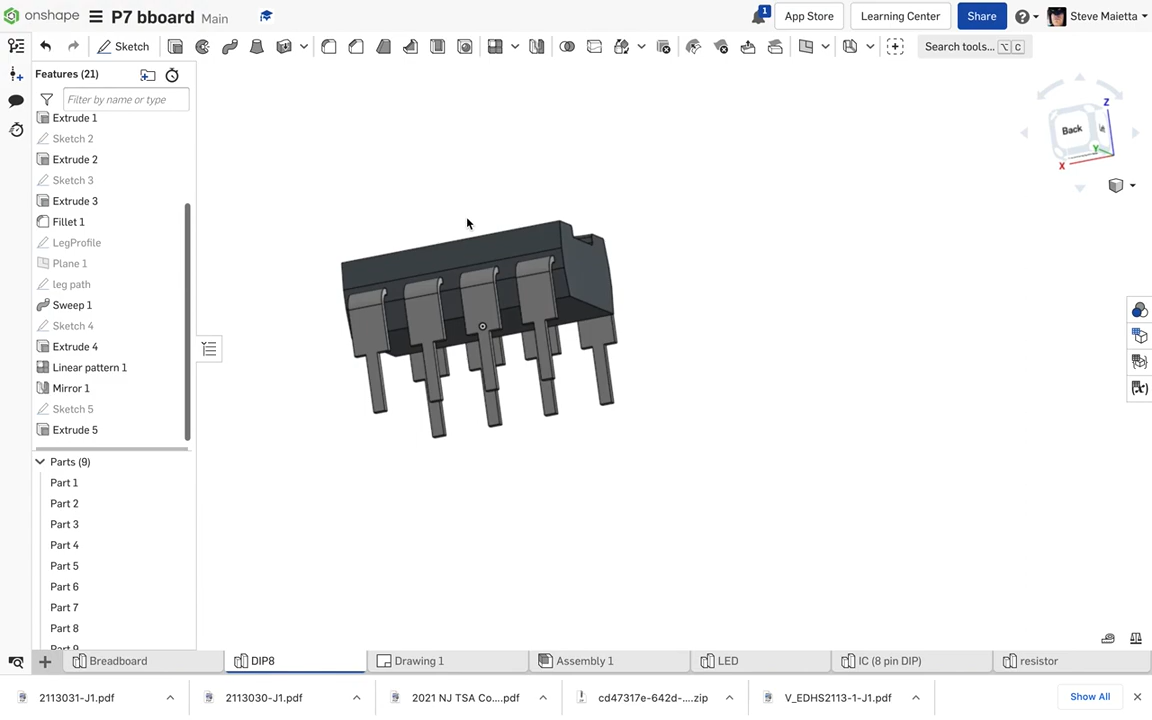 onshape P7 bboard Main 1 App Store Learning Center Share Steve Maietta
Sketch Search tools... ⌥ C
Features (21)
Filter by name or type
Extrude 1
Sketch 2
Extrude 2
Sketch 3
Extrude 3
Fillet 1
LegProfile
Plane 1
leg path
Sweep 1
Sketch 4
Extrude 4
Linear pattern 1
Mirror 1
Sketch 5
Extrude 5
Parts (9)
Part 1
Part 2
Part 3
Part 4
Part 5
Part 6
Part 7
Part 8
Part 9
Z
Back
Y
X
Breadboard DIP8 Drawing 1 Assembly 1 LED IC (8 pin DIP) resistor
2113031-J1.pdf 2113030-J1.pdf 2021 NJ TSA Co....pdf cd47317e-642d-....zip V_EDHS2113-1-J1.pdf Show All